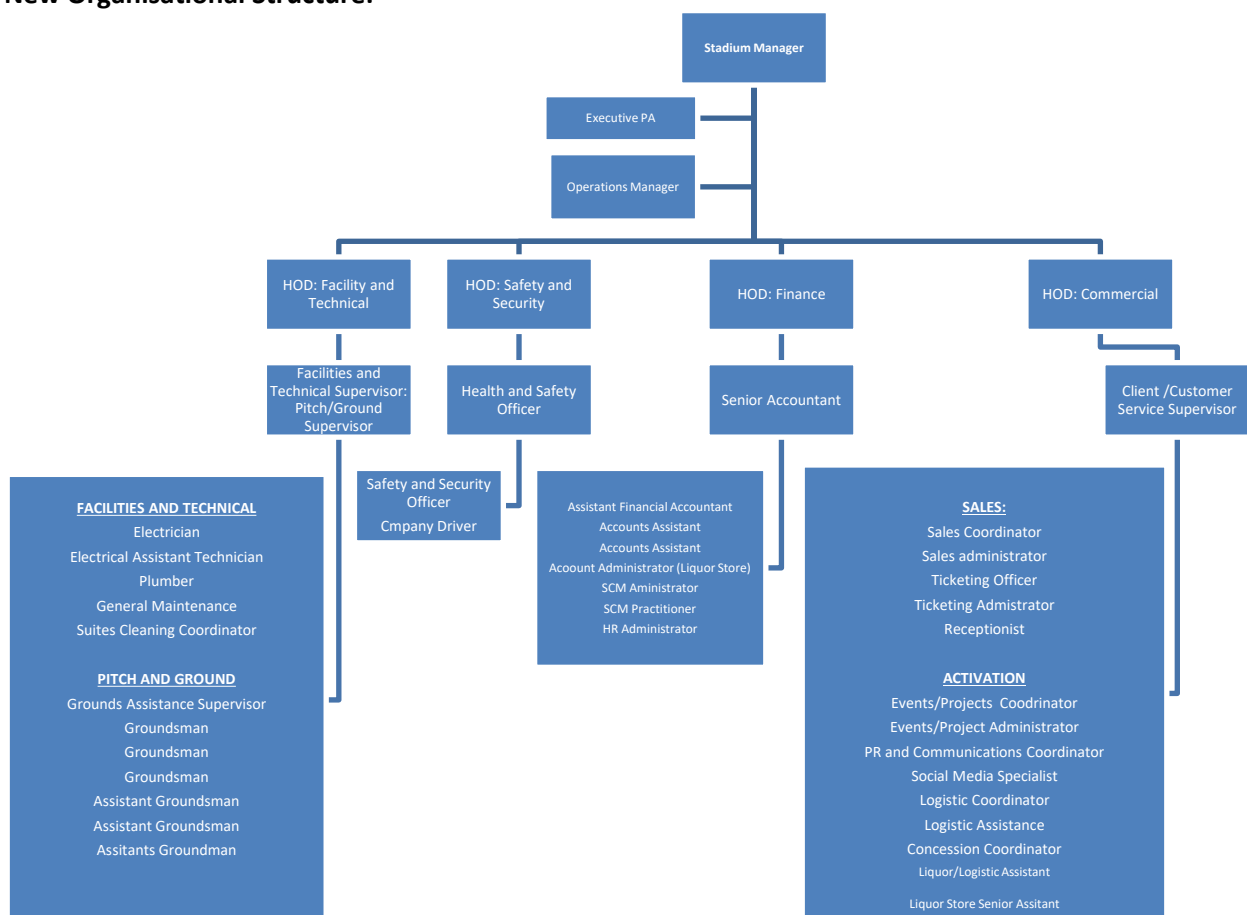 New Organisational Structure:
Stadium Manager
Executive PA
Operations Manager
HOD: Facility and
Technical
HOD: Safety and
Security
HOD: Finance
HOD: Commercial
Facilities and
Technical Supervisor:
Pitch/Ground
Supervisor
Health and Safety
Officer
Senior Accountant
Client /Customer
Service Supervisor
FACILITIES AND TECHNICAL
Electrician
Electrical Assistant Technician
Plumber
General Maintenance
Suites Cleaning Coordinator
PITCH AND GROUND
Grounds Assistance Supervisor
Groundsman
Groundsman
Groundsman
Assistant Groundsman
Assistant Groundsman
Assitants Groundman
Safety and Security
Officer
Cmpany Driver
Assistant Financial Accountant
Accounts Assistant
Accounts Assistant
Acoount Administrator (Liquor Store)
SCM Aministrator
SCM Practitioner
HR Administrator
SALES:
Sales Coordinator
Sales administrator
Ticketing Officer
Ticketing Admistrator
Receptionist
ACTIVATION
Events/Projects Coodrinator
Events/Project Administrator
PR and Communications Coordinator
Social Media Specialist
Logistic Coordinator
Logistic Assistance
Concession Coordinator
Liquor/Logistic Assistant
Liquor Store Senior Assitant